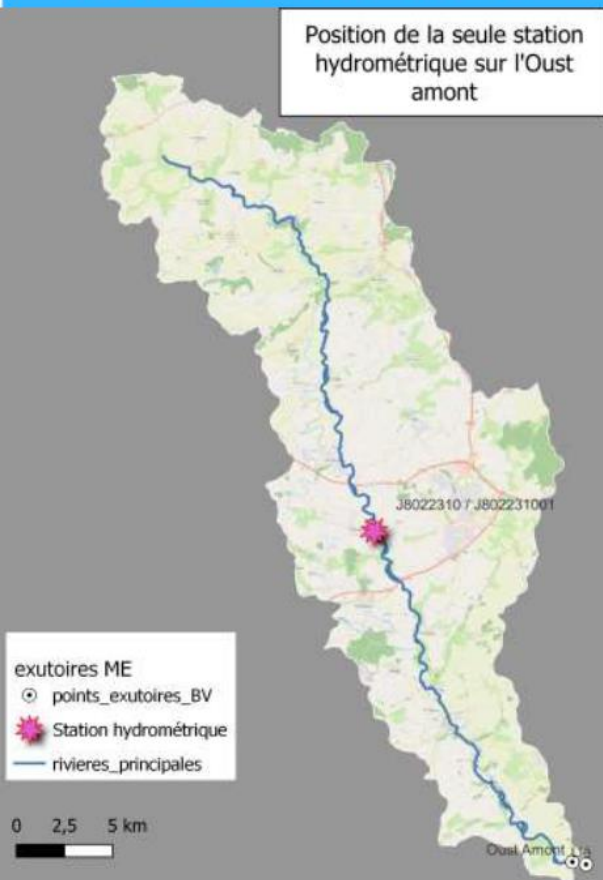 Position de la seule station
hydrométrique sur l'Oust
amont
J8022310 / J802231001
exutoires ME
points_exutoires_BV
Station hydrométrique
rivieres_principales
0 2,5 5 km
Oust Amont